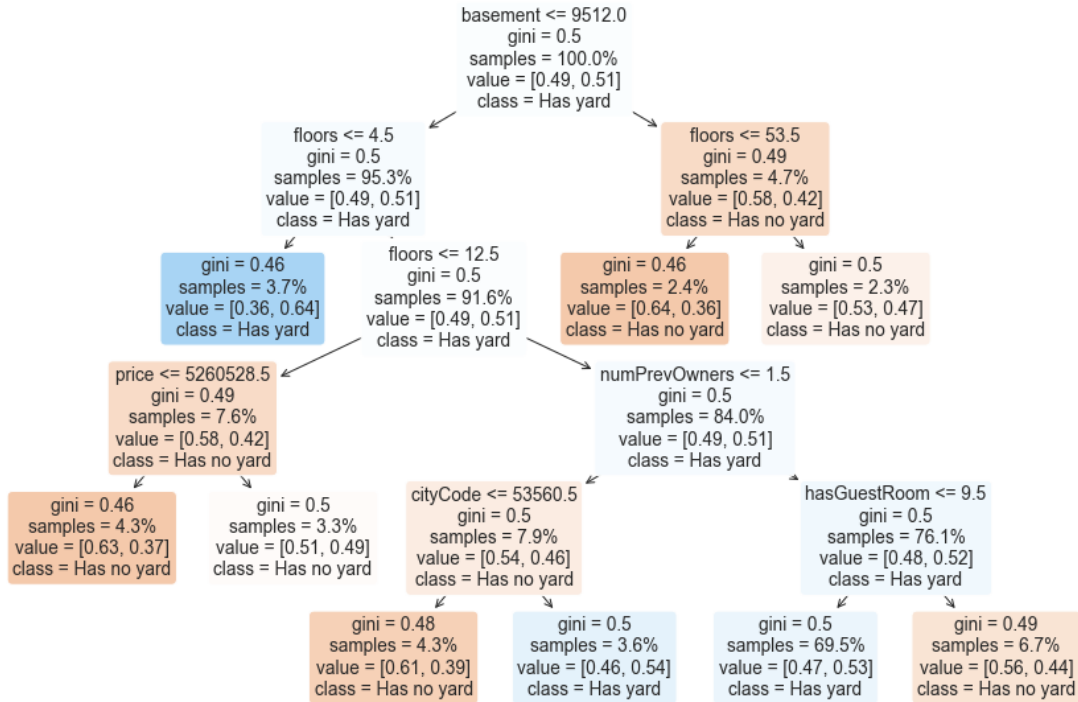 basement <= 9512.0
gini = 0.5
samples = 100.0%
value = [0.49, 0.51]
class = Has yard
floors <= 4.5
gini = 0.5
samples = 95.3%
value = [0.49, 0.51]
class = Has yard
floors <= 53.5
gini = 0.49
samples = 4.7%
value = [0.58, 0.42]
class = Has no yard
gini = 0.46
samples = 3.7%
value = [0.36, 0.64]
class = Has yard
floors <= 12.5
gini = 0.5
samples = 91.6%
value = [0.49, 0.51]
class = Has yard
gini = 0.46
samples = 2.4%
value = [0.64, 0.36]
class = Has no yard
gini = 0.5
samples = 2.3%
value = [0.53, 0.47]
class = Has no yard
price <= 5260528.5
gini = 0.49
samples = 7.6%
value = [0.58, 0.42]
class = Has no yard
numPrevOwners <= 1.5
gini = 0.5
samples = 84.0%
value = [0.49, 0.51]
class = Has yard
gini = 0.46
samples = 4.3%
value = [0.63, 0.37]
class = Has no yard
gini = 0.5
samples = 3.3%
value = [0.51, 0.49]
class = Has no yard
cityCode <= 53560.5
gini = 0.5
samples = 7.9%
value = [0.54, 0.46]
class = Has no yard
hasGuestRoom <= 9.5
gini = 0.5
samples = 76.1%
value = [0.48, 0.52]
class = Has yard
gini = 0.48
samples = 4.3%
value = [0.61, 0.39]
class = Has no yard
gini = 0.5
samples = 3.6%
value = [0.46, 0.54]
class = Has yard
gini = 0.5
samples = 69.5%
value = [0.47, 0.53]
class = Has yard
gini = 0.49
samples = 6.7%
value = [0.56, 0.44]
class = Has no yard